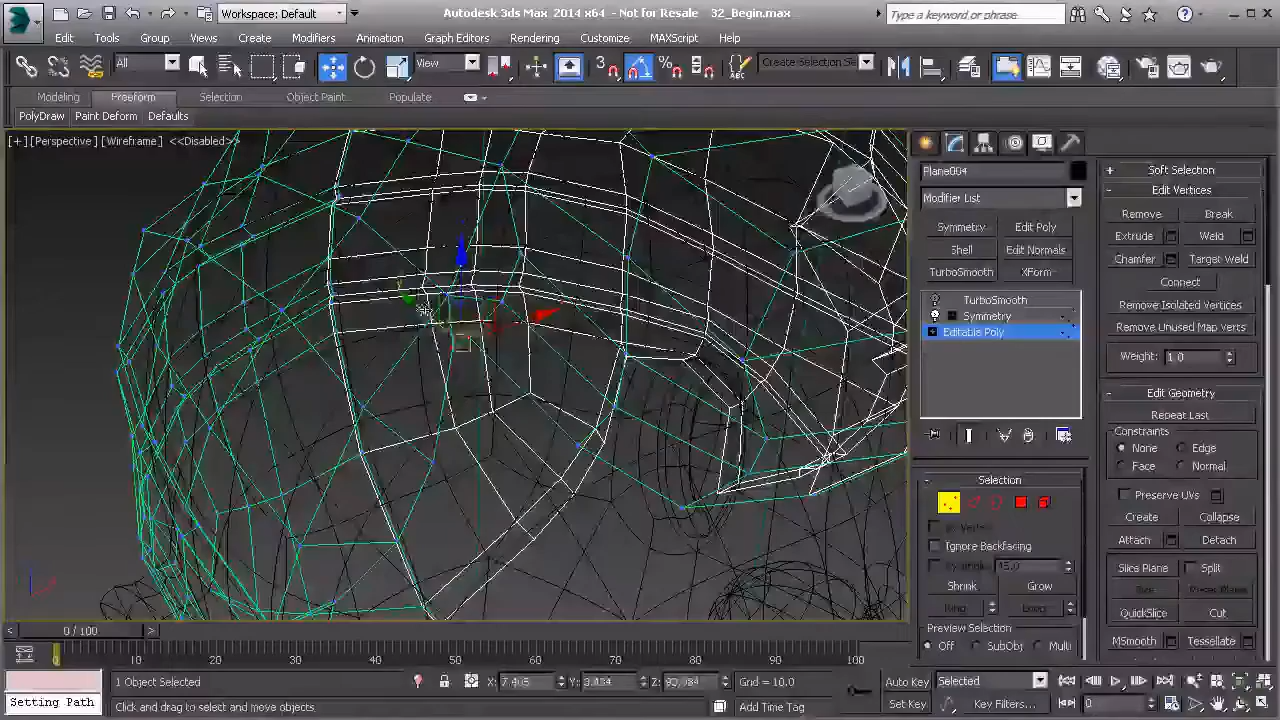 Workspace: Default
Autodesk 3ds Max 2014 x64 - Not for Resale 32_Begin.max
Type a keyword or phrase
Edit Tools Group Views Create Modifiers Animation Graph Editors Rendering Customize MAXScript Help
All View Create Selection Se
Modeling Freeform Selection Object Paint Populate
PolyDraw Paint Deform Defaults
[+][Perspective][Wireframe] <<Disabled>>
Plane004
Modifier List
Symmetry Edit Poly
Shell Edit Normals
TurboSmooth XForm
TurboSmooth
Symmetry
Editable Poly
Selection
Ignore Backfacing
45.0
Shrink Grow
Ring Loop
Preview Selection
Off SubObj Multi
Soft Selection
Edit Vertices
Remove Break
Extrude Weld
Chamfer Target Weld
Connect
Remove Isolated Vertices
Remove Unused Map Verts
Weight: 1.0
Edit Geometry
Repeat Last
Constraints
None Edge
Face Normal
Preserve UVs
Create Collapse
Attach Detach
Slice Plane Split
QuickSlice Cut
MSmooth Tessellate
0 / 100
0 10 20 30 40 50 60 70 80 90 100
1 Object Selected X: 7.405 Y: Z: Grid = 10.0 Auto Key Selected
Setting Path Click and drag to select and move objects Add Time Tag Set Key Key Filters... 0